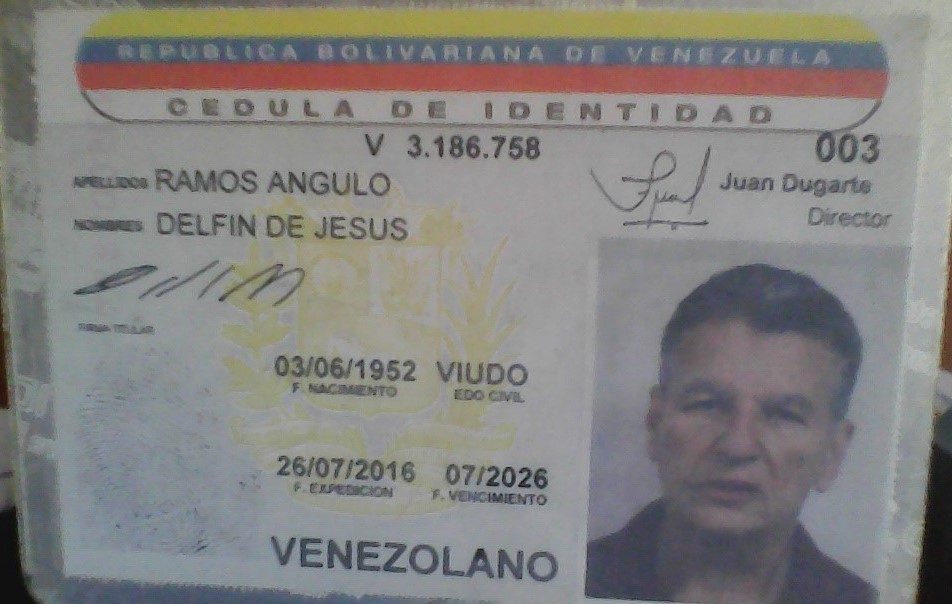 REPUBLICA BOLIVARIANA DE VENEZUELA
CEDULA DE IDENTIDAD
V 3.186.758
003
APELLIDOS RAMOS ANGULO
Juan Dugarte
Director
NOMBRES DELFIN DE JESUS
FIRMA TITULAR
03/06/1952 VIUDO
F. NACIMIENTO EDO CIVIL
26/07/2016 07/2026
F. EXPEDICION F. VENCIMIENTO
VENEZOLANO